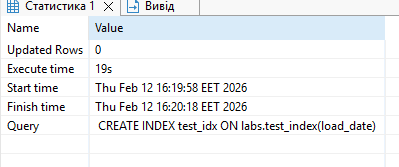 Статистика 1
Вивід
Name Value
Updated Rows 0
Execute time 19s
Start time Thu Feb 12 16:19:58 EET 2026
Finish time Thu Feb 12 16:20:18 EET 2026
Query CREATE INDEX test_idx ON labs.test_index(load_date)